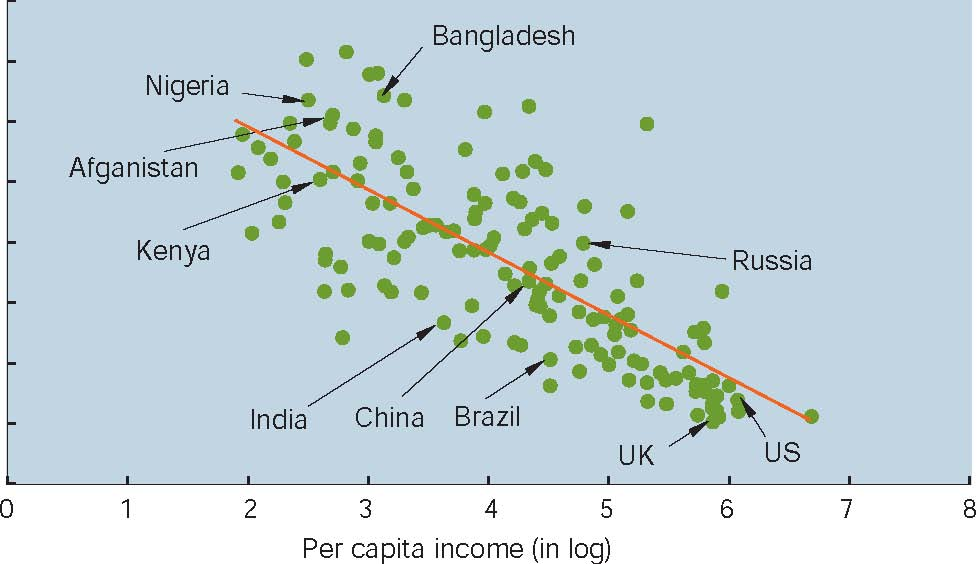 Bangladesh
Nigeria
Afganistan
Kenya
Russia
India
China
Brazil
UK
US
0 1 2 3 4 5 6 7 8
Per capita income (in log)